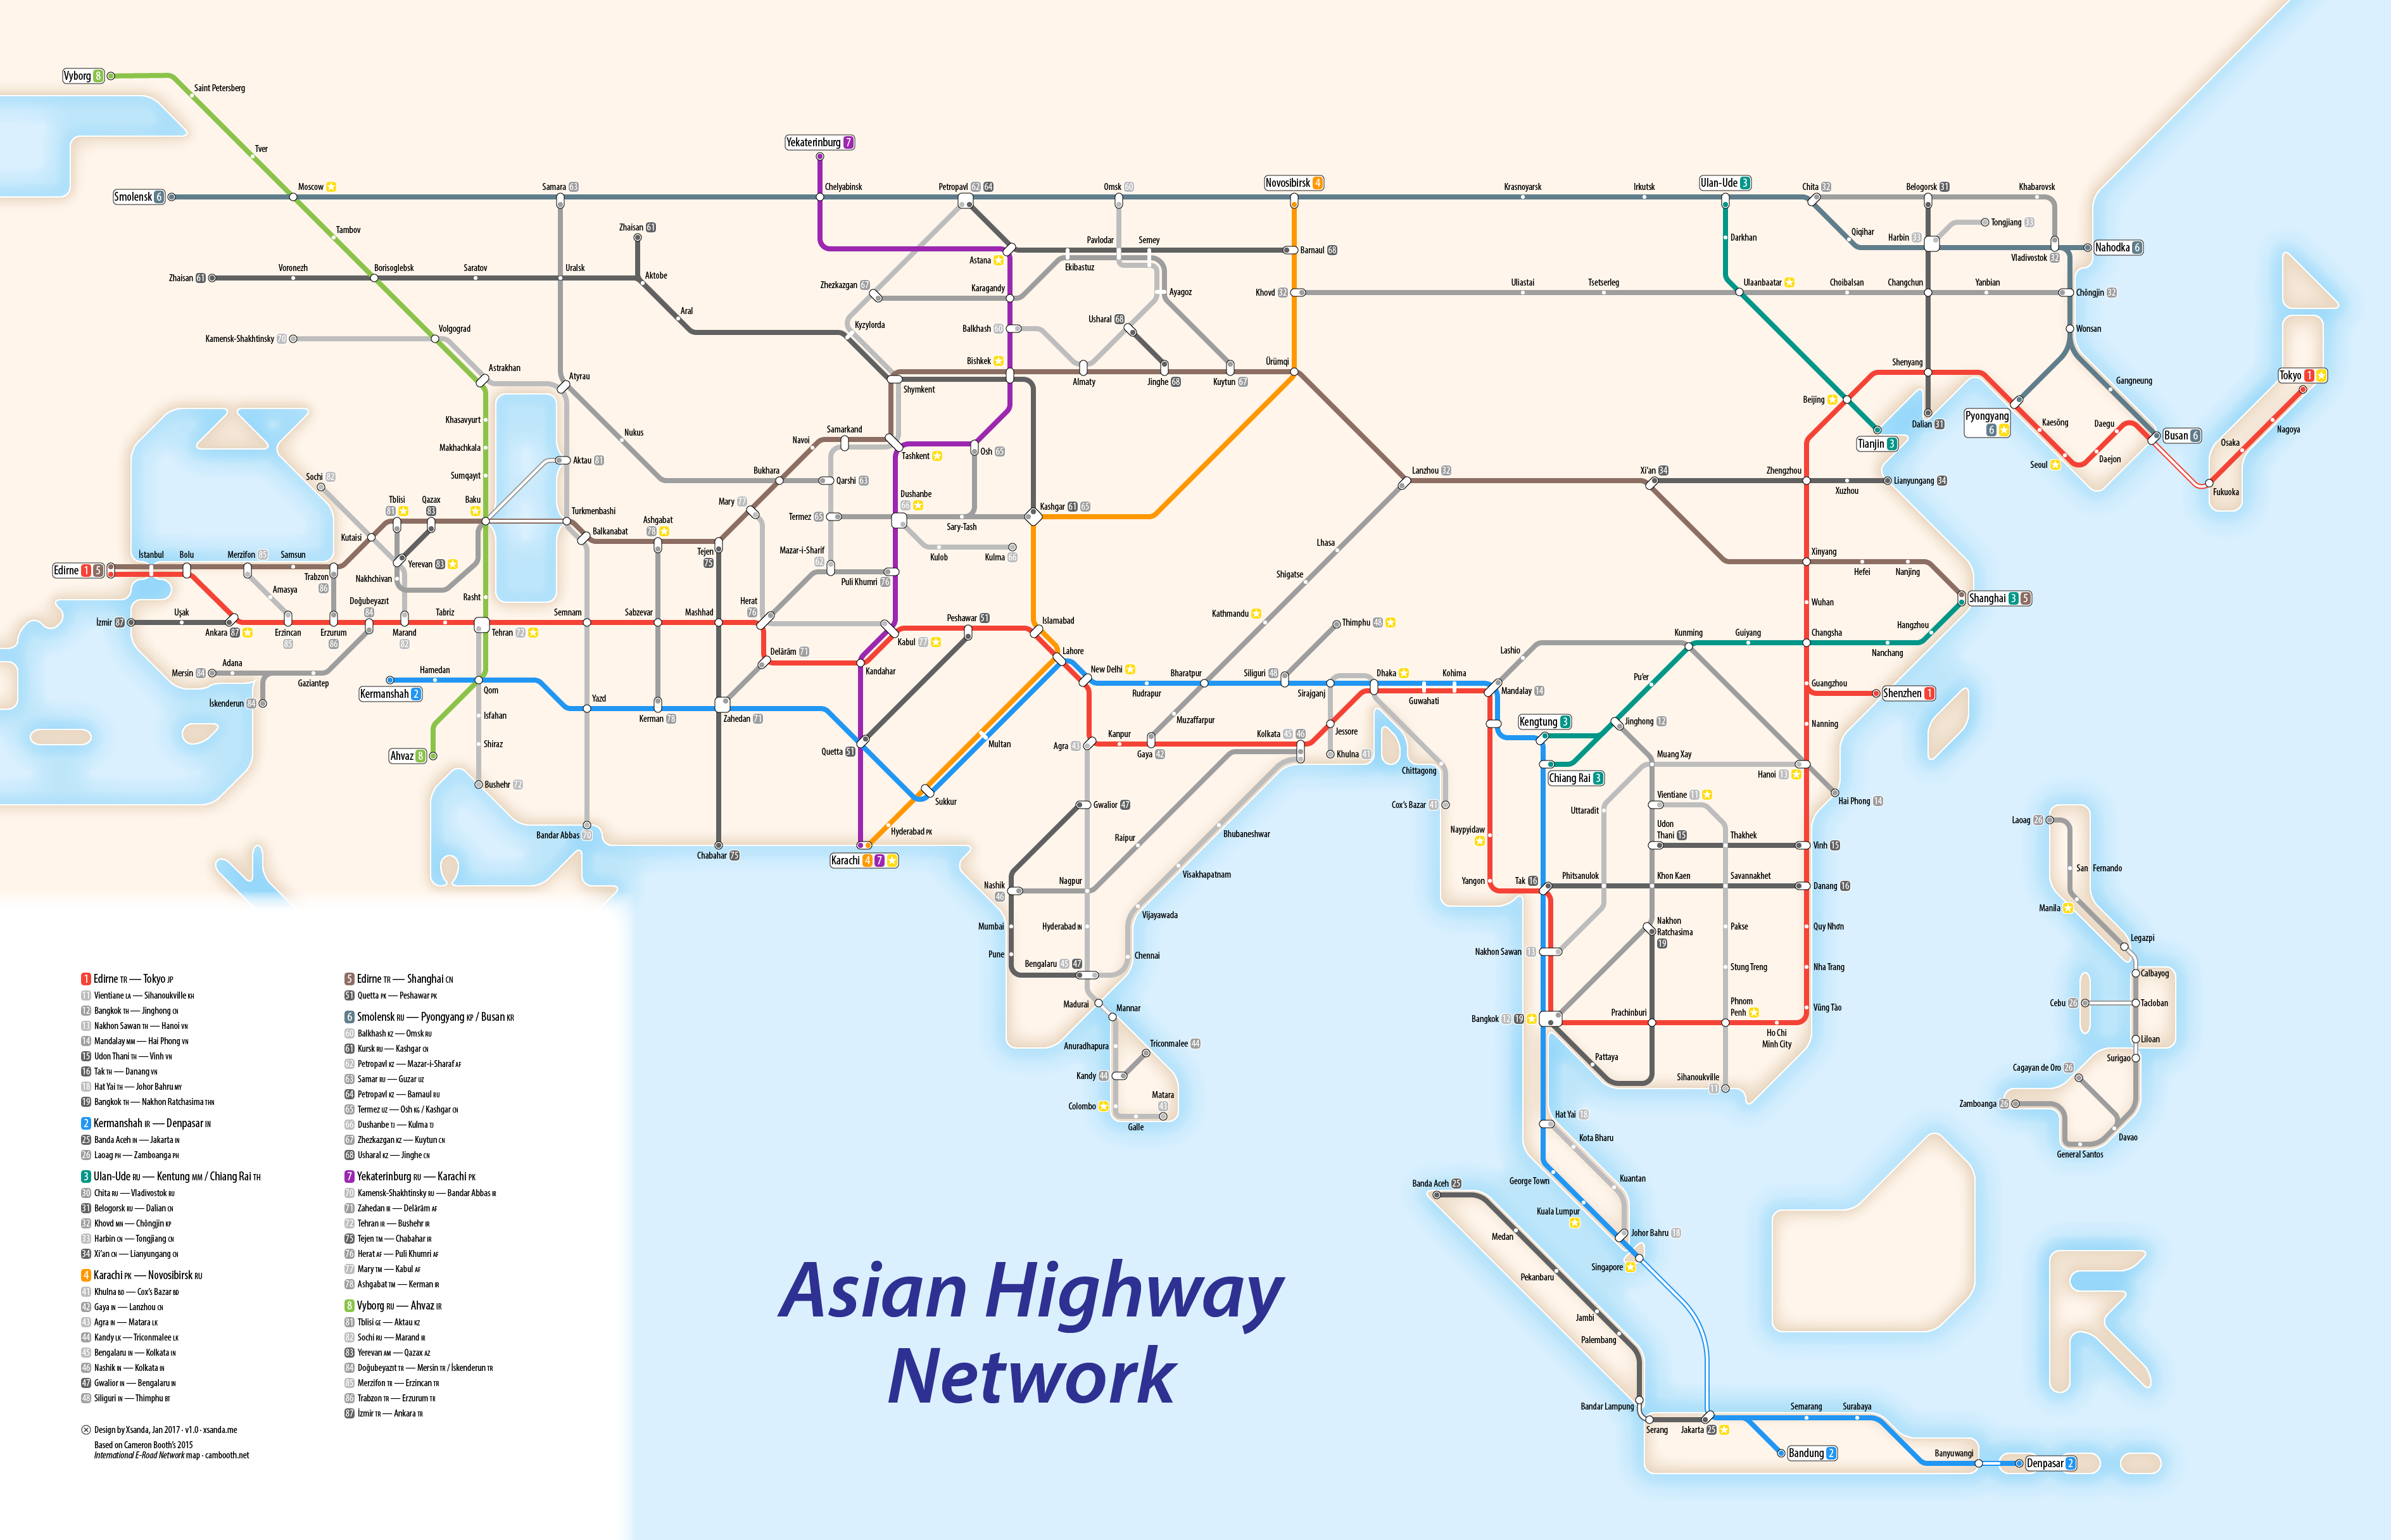 Vyborg 8
Saint Petersberg
Tver
Yekaterinburg 7
Smolensk 6
Moscow
Samara 63
Chelyabinsk
Petropavl 62 64
Omsk 60
Novosibirsk 4
Krasnoyarsk
Irkutsk
Ulan-Ude 3
Chita 32
Belogorsk 31
Khabarovsk
Tambov
Zhaisan 61
Tongjiang 33
Darkhan
Qiqihar
Harbin 33
Nahodka 6
Vladivostok 32
Astana
Pavlodar
Semey
Ekibastuz
Barnaul 68
Zhaisan 61
Voronezh
Borisoglebsk
Saratov
Uralsk
Aktobe
Zhezkazgan 67
Karagandy
Ayagoz
Khovd 32
Uliastai
Tsetserleg
Ulaanbaatar
Choibalsan
Changchun
Yanbian
Chŏngjin 32
Aral
Kyzylorda
Balkhash 60
Usharal 68
Wonsan
Kamensk-Shakhtinsky 70
Volgograd
Astrakhan
Atyrau
Bishkek
Shymkent
Almaty
Jinghe 68
Kuytun 67
Ürümqi
Shenyang
Gangneung
Tokyo 1
Khasavyurt
Makhachkala
Sumqayıt
Baku
Nukus
Navoi
Samarkand
Tashkent
Osh 65
Beijing
Tianjin 3
Dalian 31
Pyongyang
6
Kaesŏng
Daegu
Daejon
Seoul
Busan 6
Osaka
Nagoya
Fukuoka
Aktau 81
Sochi 82
Bukhara
Qarshi 63
Mary 77
Lanzhou 32
Xi'an 34
Zhengzhou
Xuzhou
Lianyungang 34
Tblisi
81
Qazax
83
Kutaisi
Turkmenbashi
Balkanabat
Ashgabat
78
Tejen
75
Termez 65
Dushanbe
66
Sary-Tash
Kashgar 61 65
Kulob
Kulma
66
Mazar-i-Sharif
62
Puli Khumri 76
Edirne 1 5
İstanbul
Bolu
Merzifon 85
Samsun
Trabzon
86
Yerevan 83
Nakhchivan
Amasya
Doğubeyazıt
84
Rasht
İzmir 87
Uşak
Ankara 87
Erzincan
85
Erzurum
86
Marand
82
Tabriz
Tehran 72
Semnam
Sabzevar
Mashhad
Herat
76
Peshawar 51
Kabul 77
Islamabad
Lhasa
Shigatse
Kathmandu
Thimphu 48
Xinyang
Hefei
Nanjing
Shanghai 3 5
Wuhan
Hangzhou
Mersin 84
Adana
Gaziantep
İskenderun 84
Hamedan
Kermanshah 2
Qom
Isfahan
Shiraz
Ahvaz 8
Bushehr 72
Yazd
Kerman 78
Delārām 71
Zahedan 71
Kandahar
Quetta 51
Lahore
New Delhi
Rudrapur
Bharatpur
Siliguri 48
Sirajganj
Dhaka
Guwahati
Kohima
Lashio
Mandalay 14
Kunming
Guiyang
Changsha
Nanchang
Pu'er
Guangzhou
Shenzhen 1
Nanning
Kengtung 3
Jinghong 12
Chiang Rai 3
Muang Xay
Hanoi 13
Hai Phong 14
Multan
Sukkur
Hyderabad PK
Karachi 4 7
Bandar Abbas 70
Chabahar 75
Agra 43
Kanpur
Muzaffarpur
Gaya 42
Kolkata 45 46
Jessore
Khulna 41
Chittagong
Cox's Bazar 41
Gwalior 47
Raipur
Bhubaneshwar
Visakhapatnam
Nashik
46
Nagpur
Vijayawada
Mumbai
Hyderabad IN
Pune
Bengalaru 45 47
Chennai
Madurai
Mannar
Anuradhapura
Triconmalee 44
Kandy 44
Colombo
Matara
43
Galle
Naypyidaw
Yangon
Tak 16
Uttaradit
Vientiane 11
Udon
Thani 15
Thakhek
Vinh 15
Phitsanulok
Khon Kaen
Savannakhet
Danang 16
Nakhon Sawan 13
Nakhon
Ratchasima
19
Pakse
Quy Nhơn
Stung Treng
Nha Trang
Bangkok 12 19
Prachinburi
Phnom
Penh
Vũng Tào
Ho Chi
Minh City
Pattaya
Sihanoukville
11
Hat Yai 18
Kota Bharu
Kuantan
George Town
Kuala Lumpur
Johor Bahru 18
Singapore
Banda Aceh 25
Medan
Pekanbaru
Jambi
Palembang
Bandar Lampung
Serang
Jakarta 25
Semarang
Surabaya
Bandung 2
Banyuwangi
Denpasar 2
Laoag 26
San Fernando
Manila
Legazpi
Calbayog
Cebu 26
Tacloban
Liloan
Surigao
Cagayan de Oro 26
Zamboanga 26
Davao
General Santos
1 Edirne TR — Tokyo JP
11 Vientiane LA — Sihanoukville KH
12 Bangkok TH — Jinghong CN
13 Nakhon Sawan TH — Hanoi VN
14 Mandalay MM — Hai Phong VN
15 Udon Thani TH — Vinh VN
16 Tak TH — Danang VN
18 Hat Yai TH — Johor Bahru MY
19 Bangkok TH — Nakhon Ratchasima THN
2 Kermanshah IR — Denpasar IN
25 Banda Aceh IN — Jakarta IN
26 Laoag PH — Zamboanga PH
3 Ulan-Ude RU — Kentung MM / Chiang Rai TH
30 Chita RU — Vladivostok RU
31 Belogorsk RU — Dalian CN
32 Khovd MN — Chŏngjin KP
33 Harbin CN — Tongjiang CN
34 Xi'an CN — Lianyungang CN
4 Karachi PK — Novosibirsk RU
41 Khulna BD — Cox's Bazar BD
42 Gaya IN — Lanzhou CN
43 Agra IN — Matara LK
44 Kandy LK — Triconmalee LK
45 Bengalaru IN — Kolkata IN
46 Nashik IN — Kolkata IN
47 Gwalior IN — Bengalaru IN
48 Siliguri IN — Thimphu BT
5 Edirne TR — Shanghai CN
51 Quetta PK — Peshawar PK
6 Smolensk RU — Pyongyang KP / Busan KR
60 Balkhash KZ — Omsk RU
61 Kursk RU — Kashgar CN
62 Petropavl KZ — Mazar-i-Sharaf AF
63 Samar RU — Guzar UZ
64 Petropavl KZ — Barnaul RU
65 Termez UZ — Osh KG / Kashgar CN
66 Dushanbe TJ — Kulma TJ
67 Zhezkazgan KZ — Kuytun CN
68 Usharal KZ — Jinghe CN
7 Yekaterinburg RU — Karachi PK
70 Kamensk-Shakhtinsky RU — Bandar Abbas IR
71 Zahedan IR — Delārām AF
72 Tehran IR — Bushehr IR
75 Tejen TM — Chabahar IR
76 Herat AF — Puli Khumri AF
77 Mary TM — Kabul AF
78 Ashgabat TM — Kerman IR
8 Vyborg RU — Ahvaz IR
81 Tblisi GE — Aktau KZ
82 Sochi RU — Marand IR
83 Yerevan AM — Qazax AZ
84 Doğubeyazıt TR — Mersin TR / İskenderun TR
85 Merzifon TR — Erzincan TR
86 Trabzon TR — Erzurum TR
87 İzmir TR — Ankara TR
Design by Xsanda, Jan 2017 · v1.0 · xsanda.me
Based on Cameron Booth's 2015
International E-Road Network map · cambooth.net
Asian Highway
Network